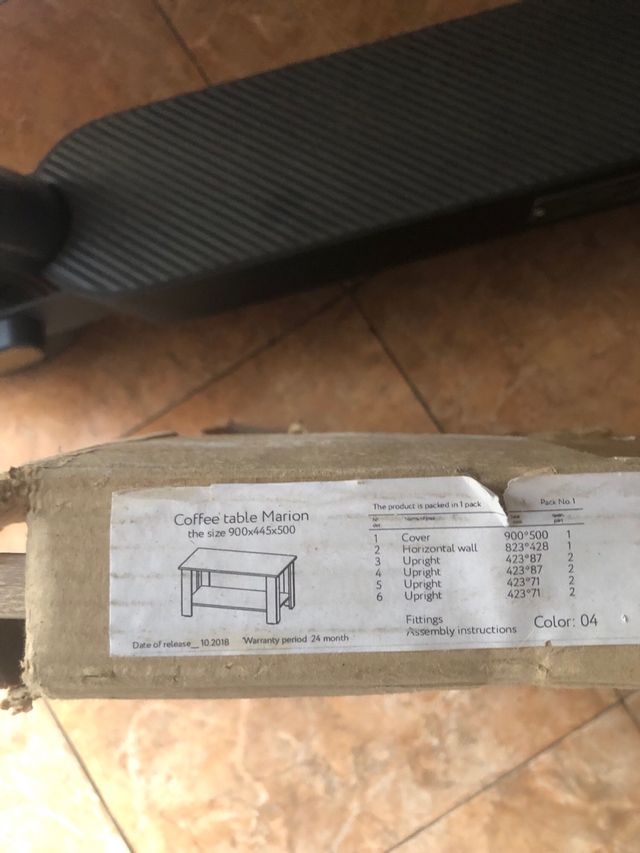 Coffee table Marion
the size 900x445x500
Date of release_ 10.2018 Warranty period 24 month
The product is packed in 1 pack Pack No 1
1 Cover 900*500 1
2 Horizontal wall 823*428 1
3 Upright 423*87 2
4 Upright 423*87 2
5 Upright 423*71 2
6 Upright 423*71 2
Fittings
Assembly instructions
Color: 04